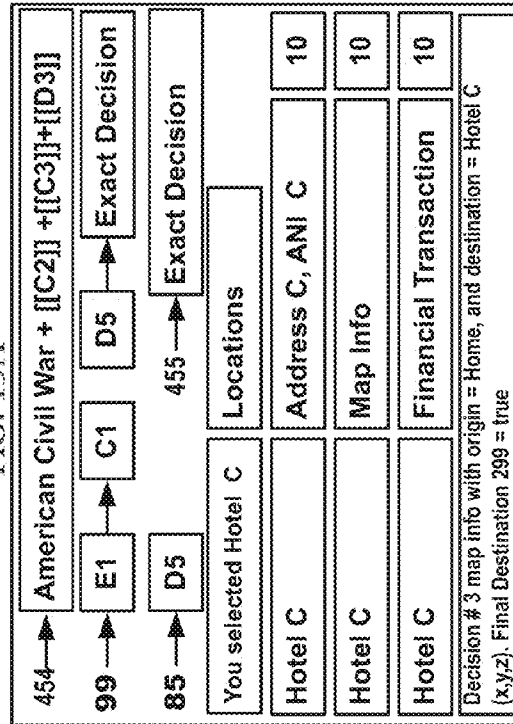 454 American Civil War + [[C2]] +[[C3]]+[[D3]]
99 E1 C1 D5 Exact Decision
85 D5 455 Exact Decision
You selected Hotel C Locations
Hotel C Address C, ANI C 10
Hotel C Map Info 10
Hotel C Financial Transaction 10
Decision # 3 map info with origin = Home, and destination = Hotel C
(x,y,z). Final Destination 299 = true